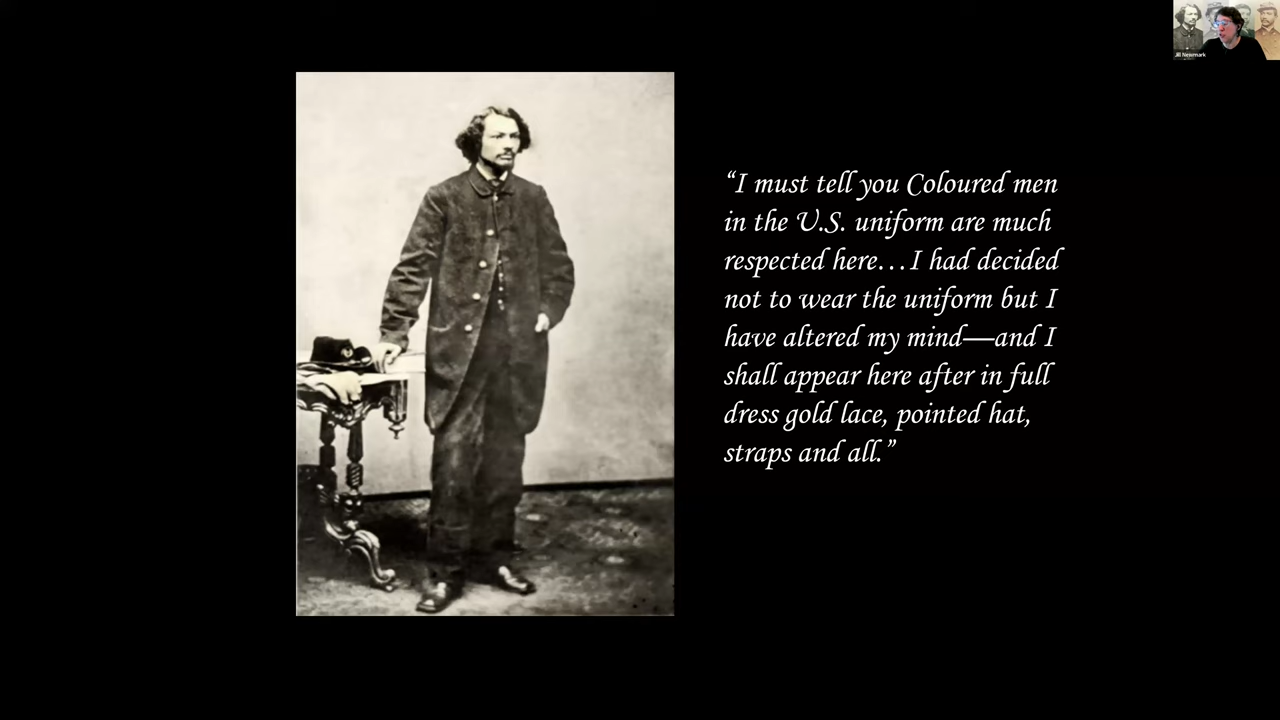 Jill Newmark
“I must tell you Coloured men
in the U.S. uniform are much
respected here…I had decided
not to wear the uniform but I
have altered my mind—and I
shall appear here after in full
dress gold lace, pointed hat,
straps and all.”